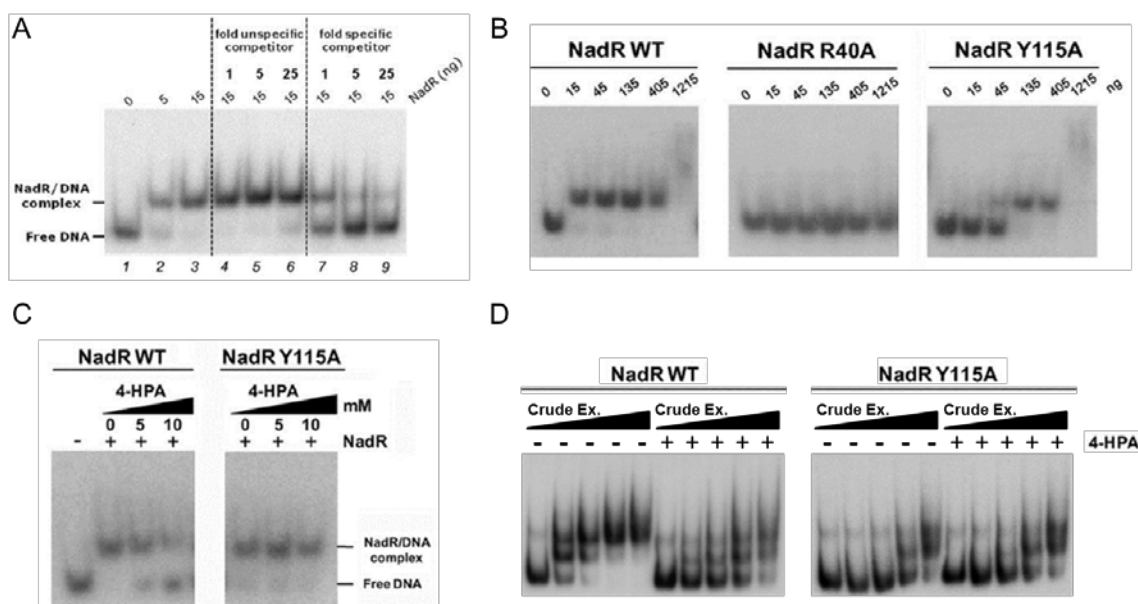 A
fold unspecific competitor
fold specific competitor
1 5 25 1 5 25
0 5 15 15 15 15 15 15 15 NadR (ng)
NadR/DNA complex
Free DNA
1 2 3 4 5 6 7 8 9
B
NadR WT NadR R40A NadR Y115A
0 15 45 135 405 1215 0 15 45 135 405 1215 0 15 45 135 405 1215 ng
C
NadR WT NadR Y115A
4-HPA 4-HPA
mM
0 5 10 0 5 10
- + + + + + + NadR
NadR/DNA
complex
Free DNA
D
NadR WT NadR Y115A
Crude Ex. Crude Ex. Crude Ex. Crude Ex.
- - - - - + + + + + - - - - - + + + + + 4-HPA